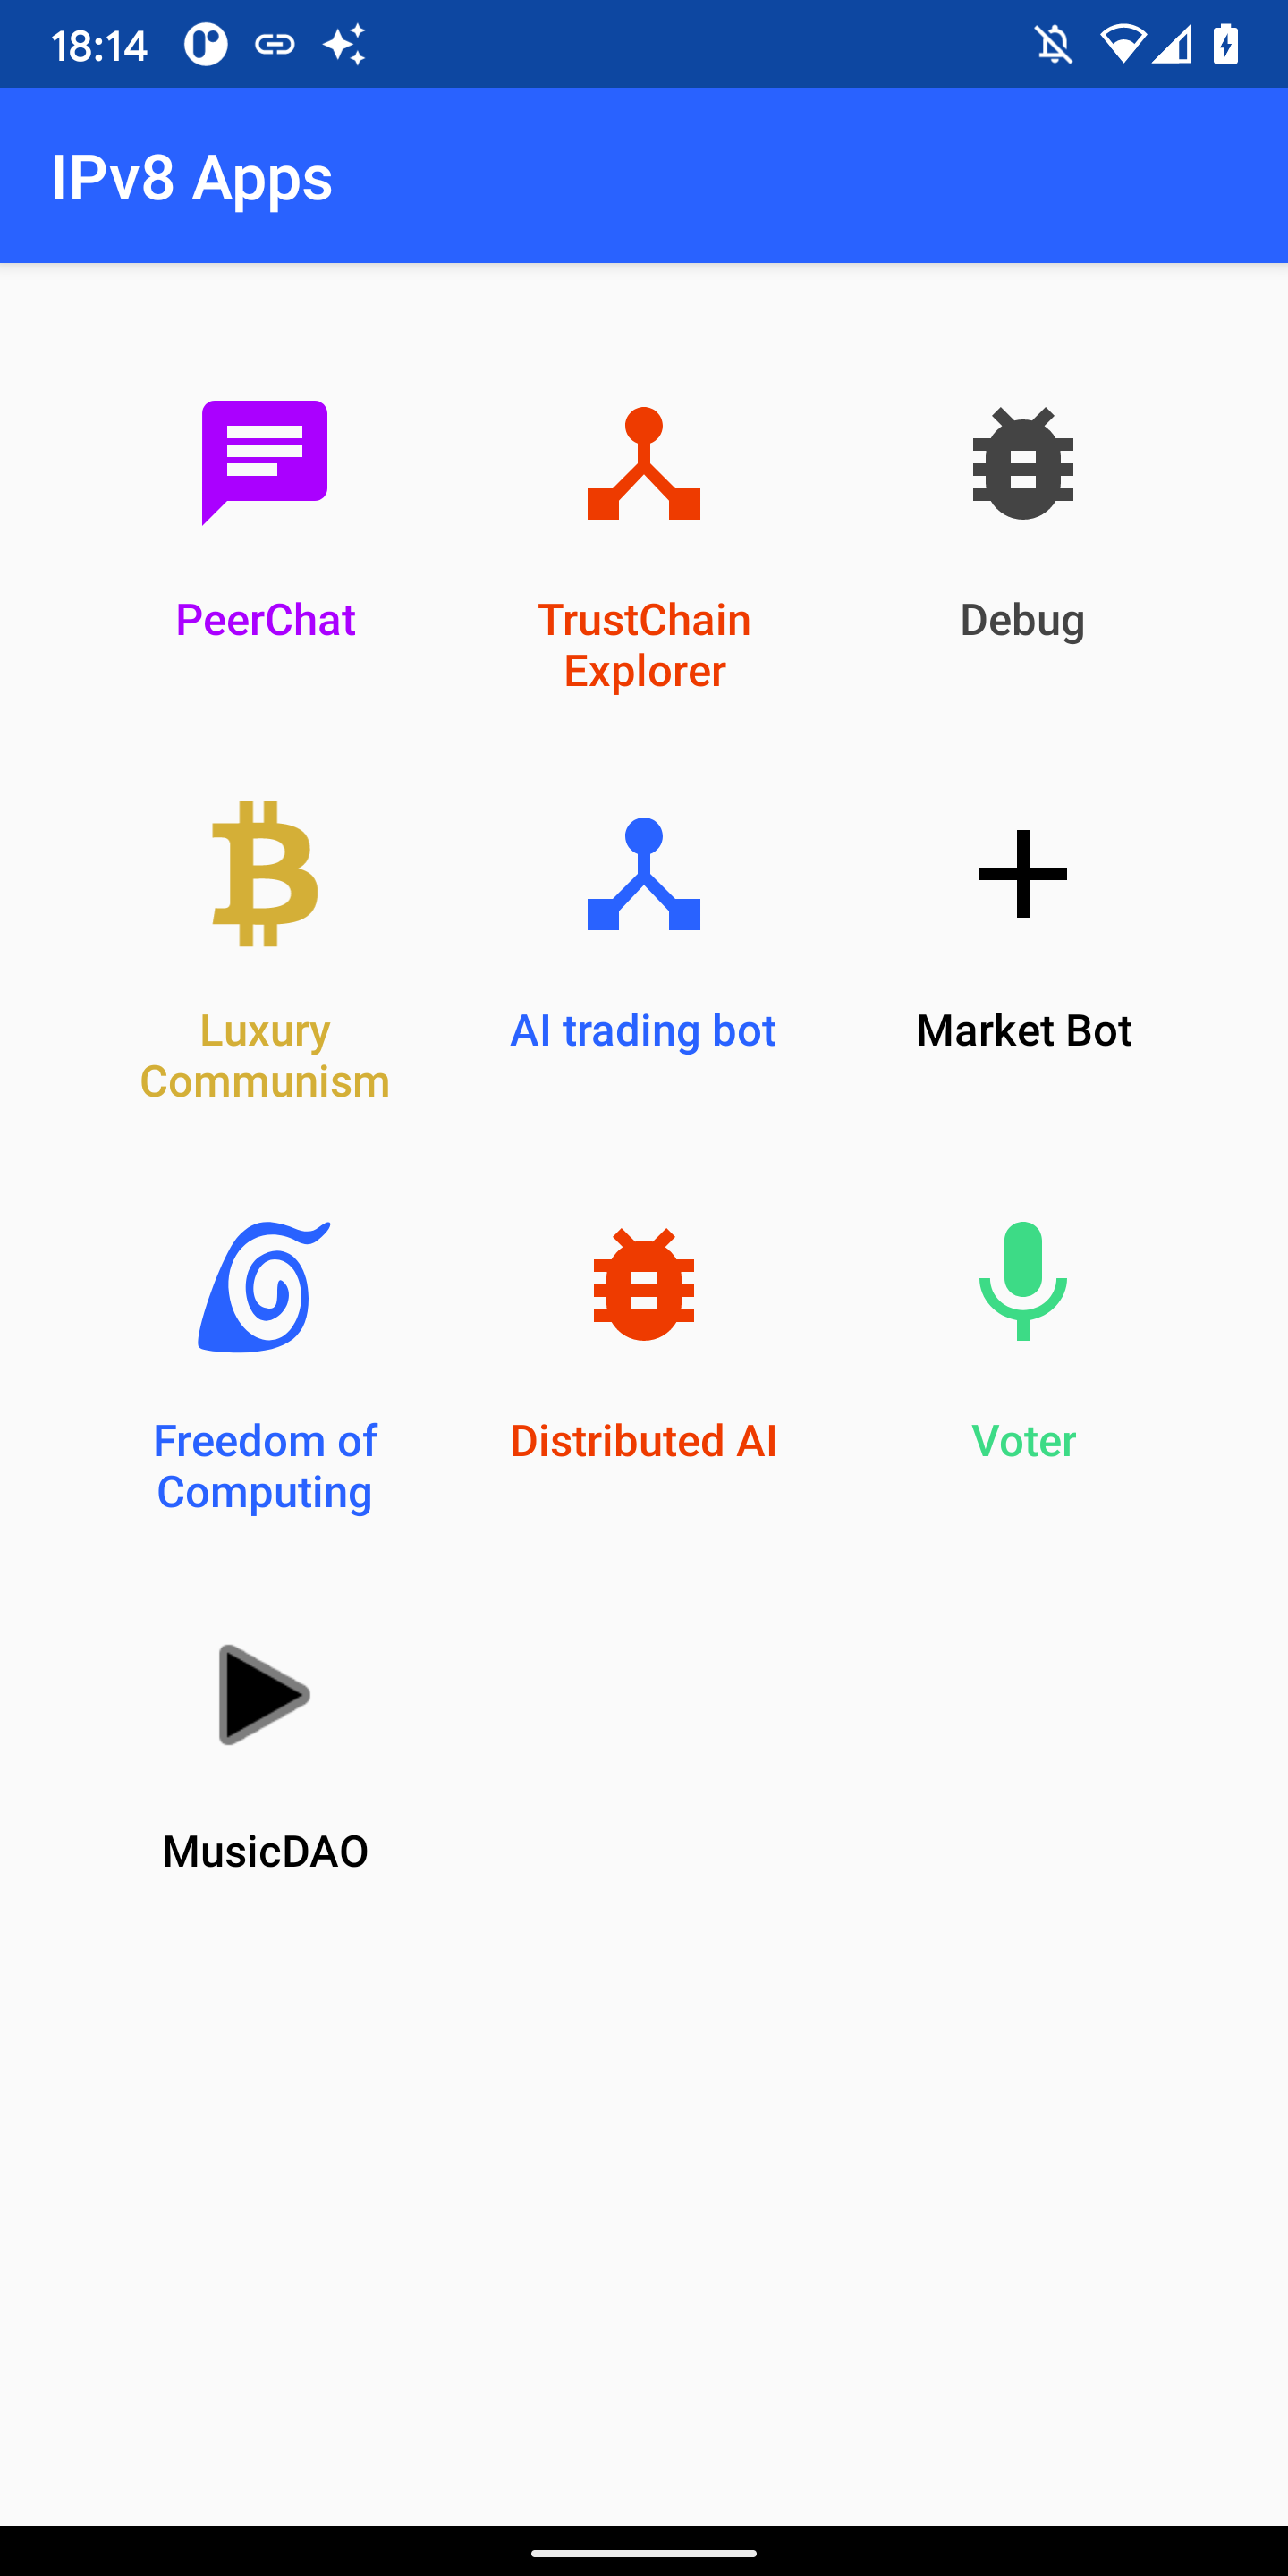 18:14
IPv8 Apps
PeerChat
TrustChain
Explorer
Debug
Luxury
Communism
AI trading bot
Market Bot
Freedom of
Computing
Distributed AI
Voter
MusicDAO